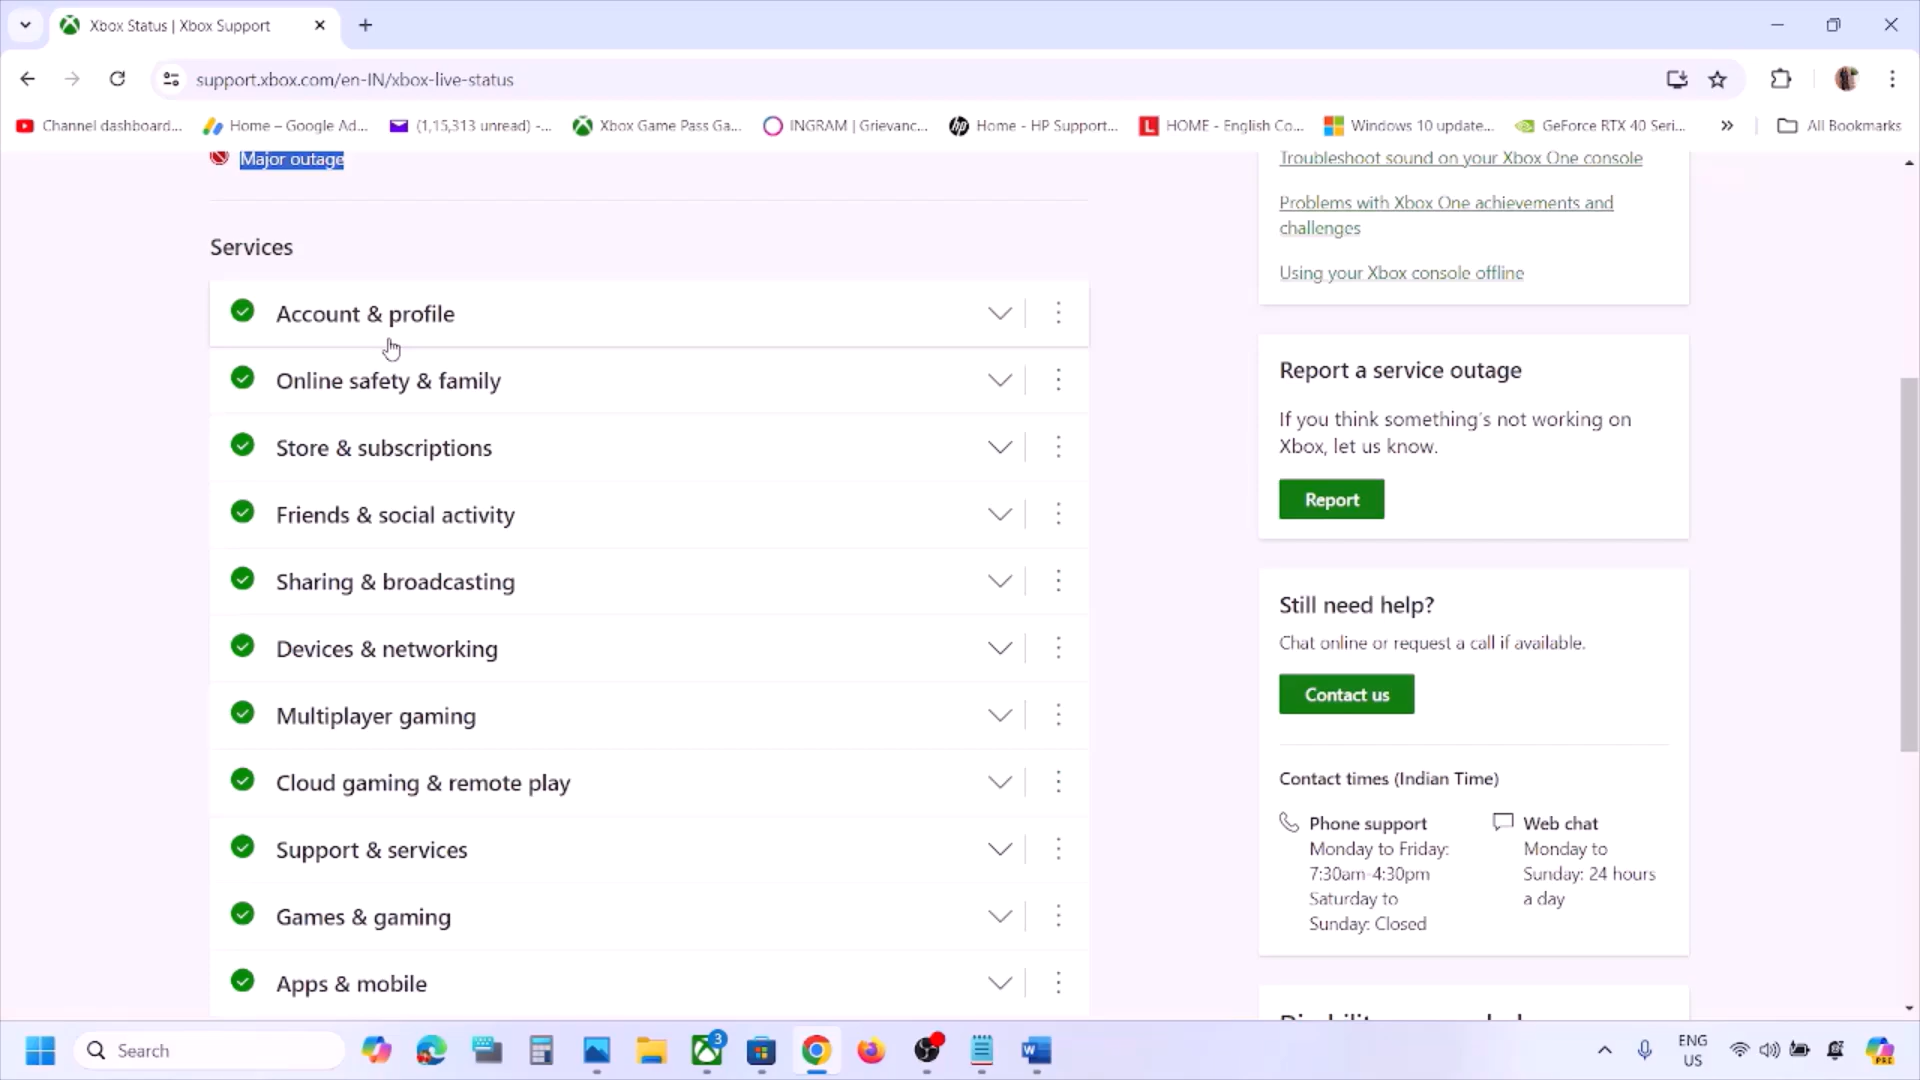 Xbox Status | Xbox Support
support.xbox.com/en-IN/xbox-live-status
Channel dashboard...
Home – Google Ad...
(1,15,313 unread) -...
Xbox Game Pass Ga...
INGRAM | Grievanc...
Home - HP Support...
HOME - English Co...
Windows 10 update...
GeForce RTX 40 Seri...
All Bookmarks
Major outage
Services
Account & profile
Online safety & family
Store & subscriptions
Friends & social activity
Sharing & broadcasting
Devices & networking
Multiplayer gaming
Cloud gaming & remote play
Support & services
Games & gaming
Apps & mobile
Troubleshoot sound on your Xbox One console
Problems with Xbox One achievements and
challenges
Using your Xbox console offline
Report a service outage
If you think something's not working on
Xbox, let us know.
Report
Still need help?
Chat online or request a call if available.
Contact us
Contact times (Indian Time)
Phone support
Monday to Friday:
7:30am-4:30pm
Saturday to
Sunday: Closed
Web chat
Monday to
Sunday: 24 hours
a day
Search
3
ENG
US